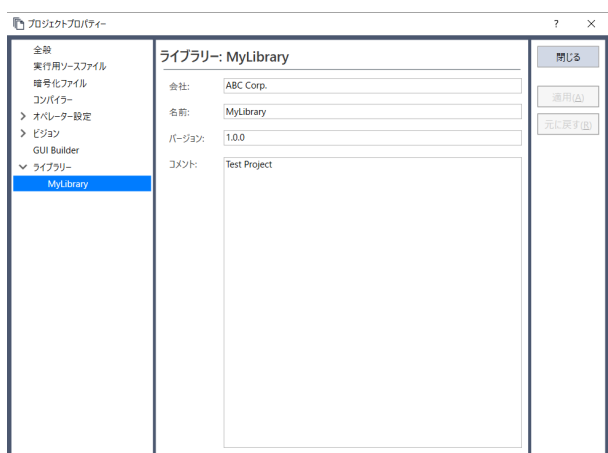 プロジェクトプロパティー
?
全般
実行用ソースファイル
暗号化ファイル
コンパイラー
オペレーター設定
ビジョン
GUI Builder
ライブラリー
MyLibrary
ライブラリー: MyLibrary
会社: ABC Corp.
名前: MyLibrary
バージョン: 1.0.0
コメント: Test Project
閉じる
適用(A)
元に戻す(R)